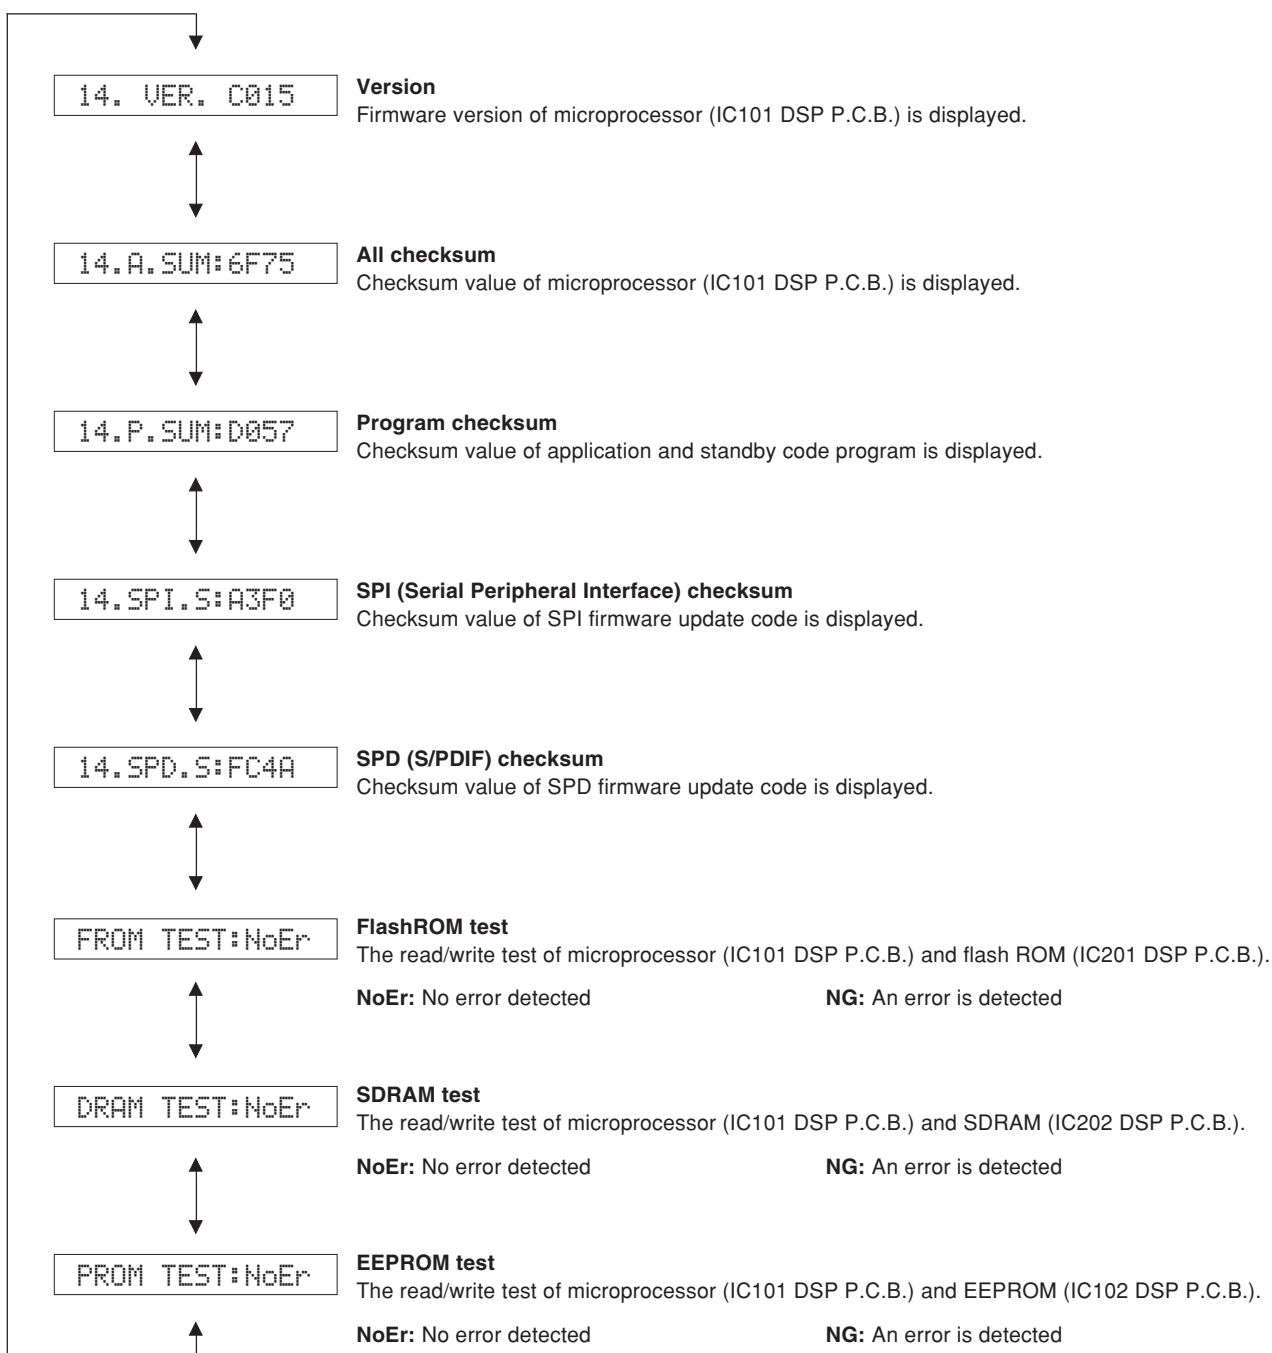 14. VER. C015
Version
Firmware version of microprocessor (IC101 DSP P.C.B.) is displayed.
14.A.SUM:6F75
All checksum
Checksum value of microprocessor (IC101 DSP P.C.B.) is displayed.
14.P.SUM:D057
Program checksum
Checksum value of application and standby code program is displayed.
14.SPI.S:A3F0
SPI (Serial Peripheral Interface) checksum
Checksum value of SPI firmware update code is displayed.
14.SPD.S:FC4A
SPD (S/PDIF) checksum
Checksum value of SPD firmware update code is displayed.
FROM TEST:NoEr
FlashROM test
The read/write test of microprocessor (IC101 DSP P.C.B.) and flash ROM (IC201 DSP P.C.B.).
NoEr: No error detected NG: An error is detected
DRAM TEST:NoEr
SDRAM test
The read/write test of microprocessor (IC101 DSP P.C.B.) and SDRAM (IC202 DSP P.C.B.).
NoEr: No error detected NG: An error is detected
PROM TEST:NoEr
EEPROM test
The read/write test of microprocessor (IC101 DSP P.C.B.) and EEPROM (IC102 DSP P.C.B.).
NoEr: No error detected NG: An error is detected